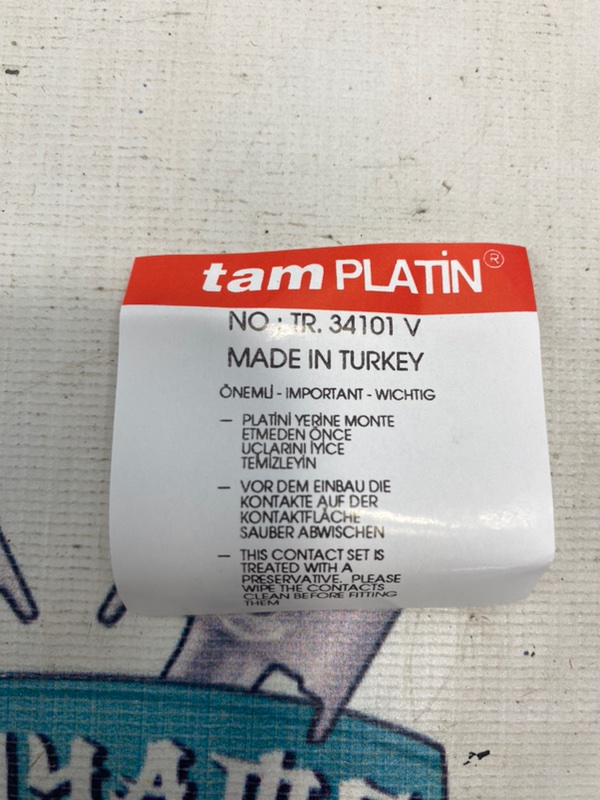 tam PLATİN®
NO : TR. 34101 V
MADE IN TURKEY
ÖNEMLİ - IMPORTANT - WICHTIG
— PLATİNİ YERİNE MONTE
ETMEDEN ÖNCE
UÇLARINI İYİCE
TEMİZLEYİN
— VOR DEM EINBAU DIE
KONTAKTE AUF DER
KONTAKTFLÄCHE
SAUBER ABWISCHEN
— THIS CONTACT SET IS
TREATED WITH A
PRESERVATIVE. PLEASE
WIPE THE CONTACTS
CLEAN BEFORE FITTING
THEM